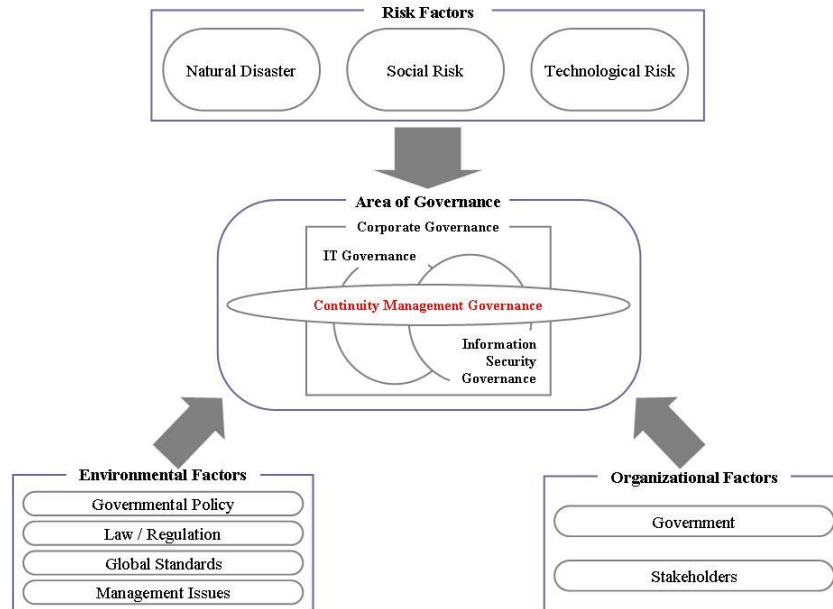 Risk Factors
Natural Disaster
Social Risk
Technological Risk
Area of Governance
Corporate Governance
IT Governance
Continuity Management Governance
Information
Security
Governance
Environmental Factors
Governmental Policy
Law / Regulation
Global Standards
Management Issues
Organizational Factors
Government
Stakeholders